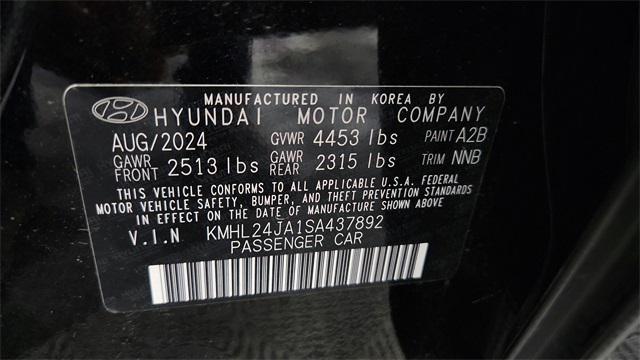 MANUFACTURED IN KOREA BY
HYUNDAI MOTOR COMPANY
AUG/2024 GVWR 4453 lbs PAINT A2B
GAWR FRONT 2513 lbs GAWR REAR 2315 lbs TRIM NNB
THIS VEHICLE CONFORMS TO ALL APPLICABLE U.S.A. FEDERAL
MOTOR VEHICLE SAFETY, BUMPER, AND THEFT PREVENTION STANDARDS
IN EFFECT ON THE DATE OF MANUFACTURE SHOWN ABOVE
V.I.N KMHL24JA1SA437892
PASSENGER CAR